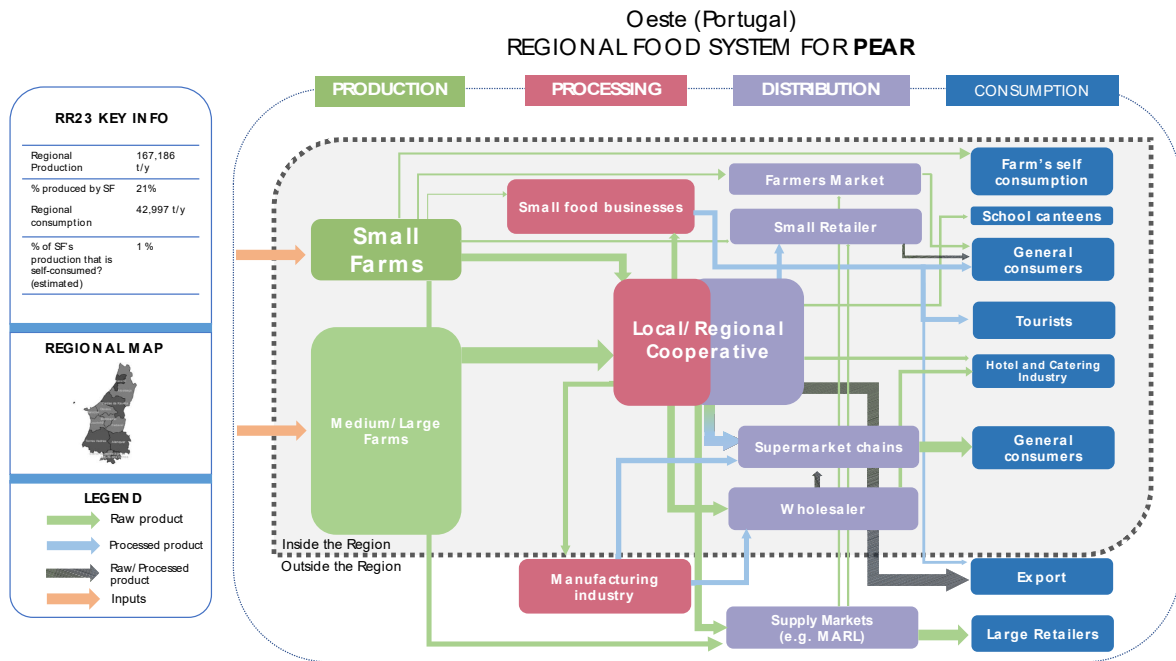 Oeste (Portugal)
REGIONAL FOOD SYSTEM FOR PEAR
PRODUCTION
PROCESSING
DISTRIBUTION
CONSUMPTION
RR23 KEY INFO
Regional Production
167,186 t/y
% produced by SF
21%
Regional consumption
42,997 t/y
% of SF's production that is self-consumed? (estimated)
1 %
REGIONAL MAP
LEGEND
Raw product
Processed product
Raw/ Processed product
Inputs
Small Farms
Medium/ Large Farms
Inside the Region
Outside the Region
Small food businesses
Local/ Regional Cooperative
Manufacturing industry
Farmers Market
Small Retailer
Supermarket chains
Wholesaler
Supply Markets (e.g. MARL)
Farm's self consumption
School canteens
General consumers
Tourists
Hotel and Catering Industry
General consumers
Export
Large Retailers